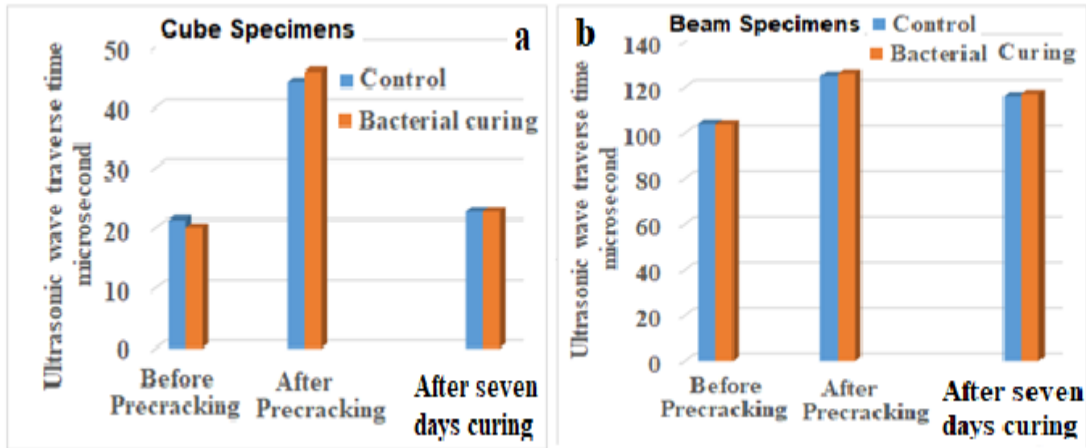 Cube Specimens
a
Control
Bacterial curing
Ultrasonic wave traverse time
microsecond
50
40
30
20
10
0
Before
Precracking
After
Precracking
After seven
days curing
b
Beam Specimens
Control
Bacterial Curing
Ultrasonic wave traverse time
microsecond
140
120
100
80
60
40
20
0
Before
Precracking
After
Precracking
After seven
days curing